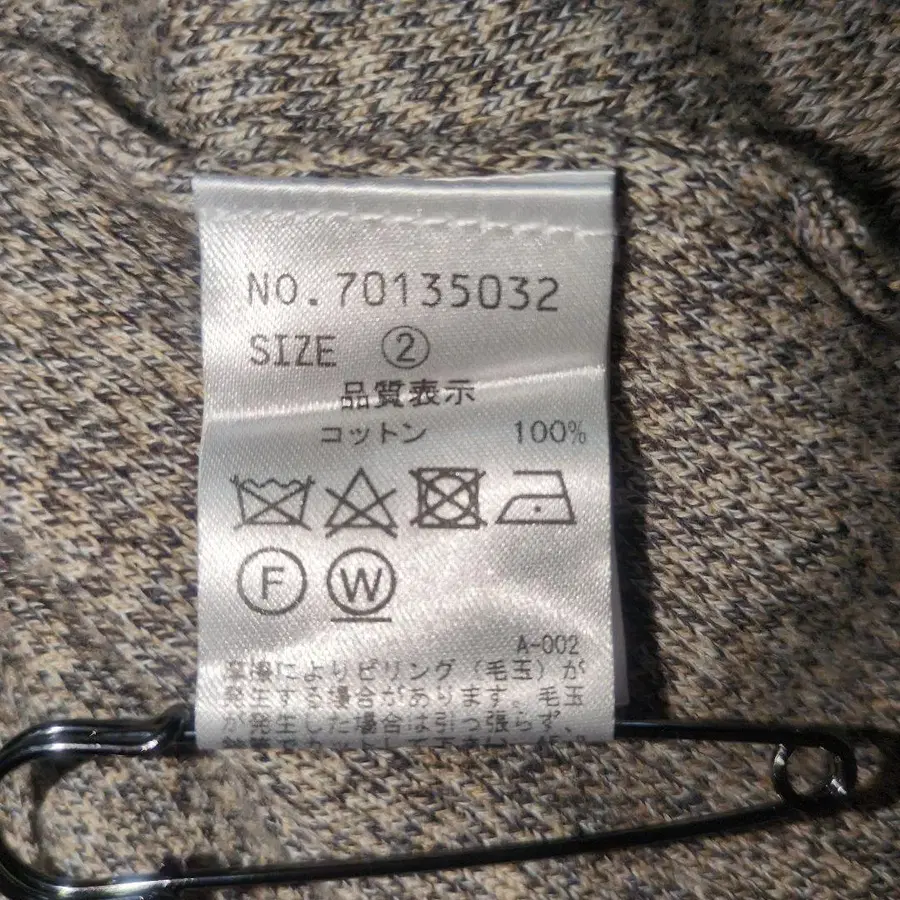 NO.70135032
SIZE ②
品質表示
コットン 100%
F W
A-002
によりピリング(毛玉)が
発生する場合があります。毛玉
が発生した場合は引っ張らず、